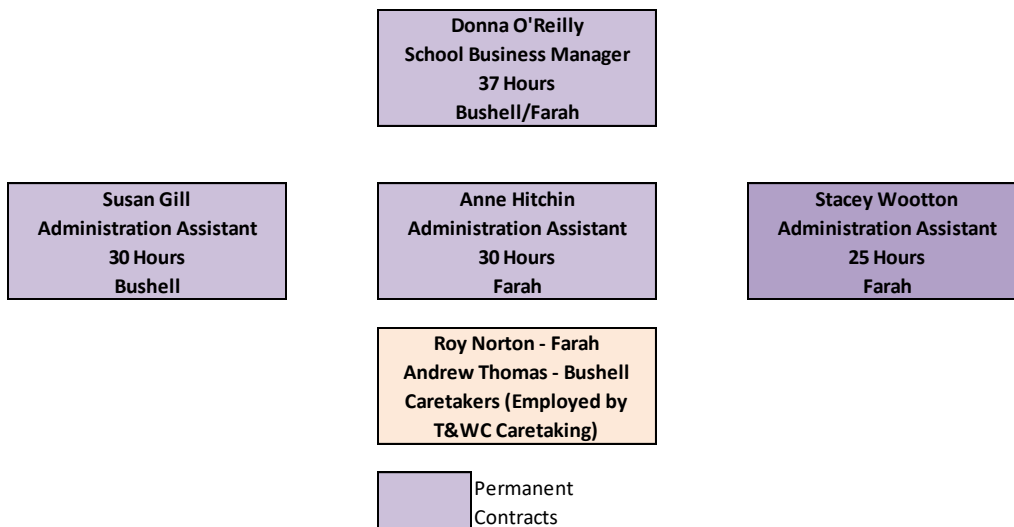 Donna O'Reilly
School Business Manager
37 Hours
Bushell/Farah
Susan Gill
Administration Assistant
30 Hours
Bushell
Anne Hitchin
Administration Assistant
30 Hours
Farah
Stacey Wootton
Administration Assistant
25 Hours
Farah
Roy Norton - Farah
Andrew Thomas - Bushell
Caretakers (Employed by
T&WC Caretaking)
Permanent
Contracts